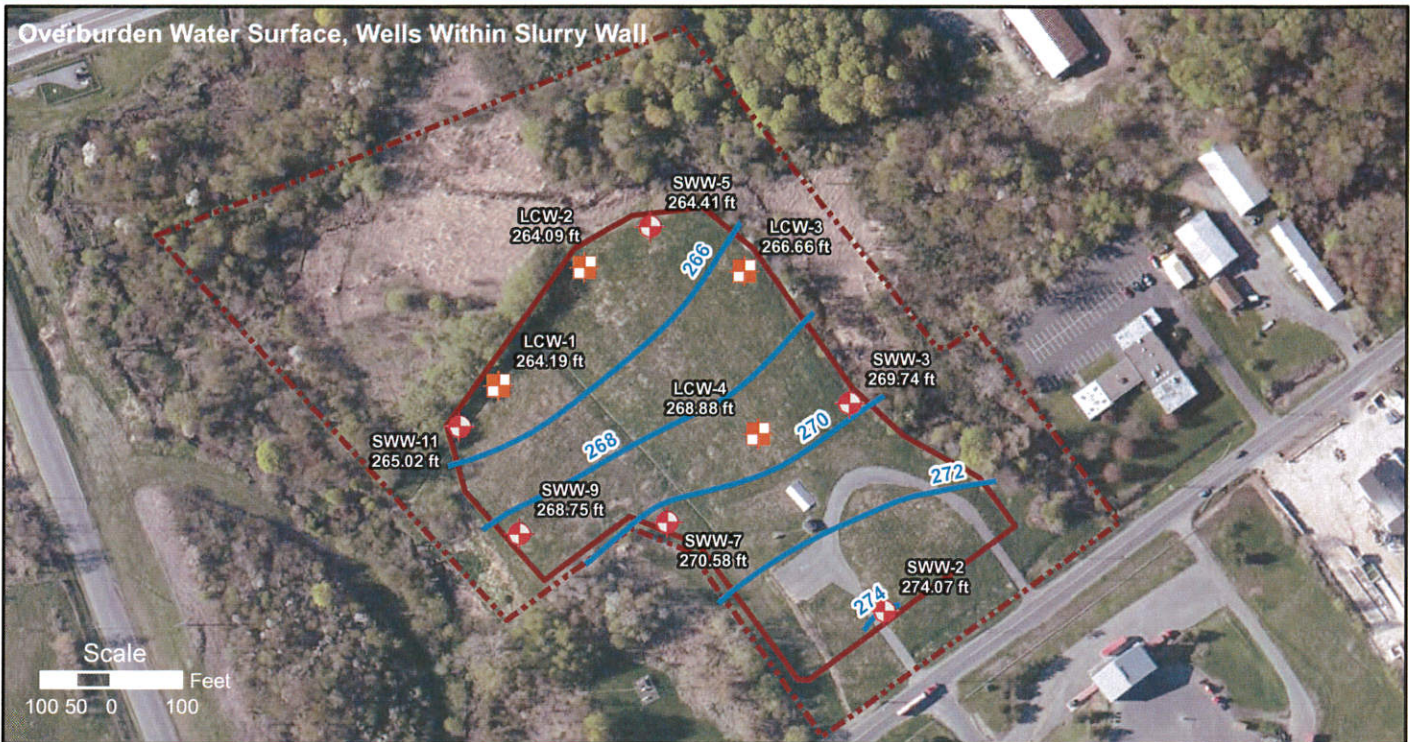 Overburden Water Surface, Wells Within Slurry Wall
SWW-5
264.41 ft
LCW-2
264.09 ft
LCW-3
266.66 ft
266
LCW-1
264.19 ft
SWW-3
269.74 ft
LCW-4
268.88 ft
270
SWW-11
265.02 ft
268
272
SWW-9
268.75 ft
SWW-7
270.58 ft
SWW-2
274.07 ft
274
Scale
Feet
100 50 0 100